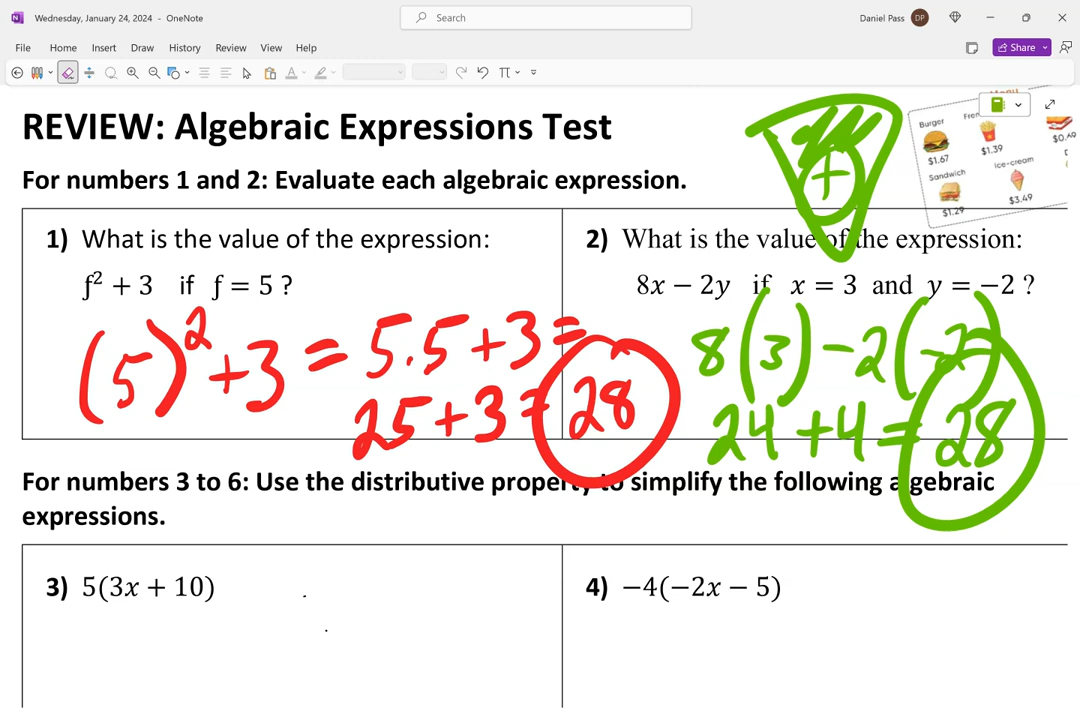 Wednesday, January 24, 2024 - OneNote
Search
Daniel Pass DP
File Home Insert Draw History Review View Help
Share
REVIEW: Algebraic Expressions Test
Burger
$1.67
$1.39
Sandwich
$1.29
Ice-cream
$3.49
For numbers 1 and 2: Evaluate each algebraic expression.
1) What is the value of the expression:
f² + 3 if f = 5 ?
(5)² + 3 = 5.5 + 3 =
25 + 3 = 28
2) What is the value of the expression:
8x − 2y if x = 3 and y = −2 ?
8(3) − 2(−2)
24 + 4 = 28
+
For numbers 3 to 6: Use the distributive property to simplify the following algebraic
expressions.
3) 5(3x + 10)
4) −4(−2x − 5)